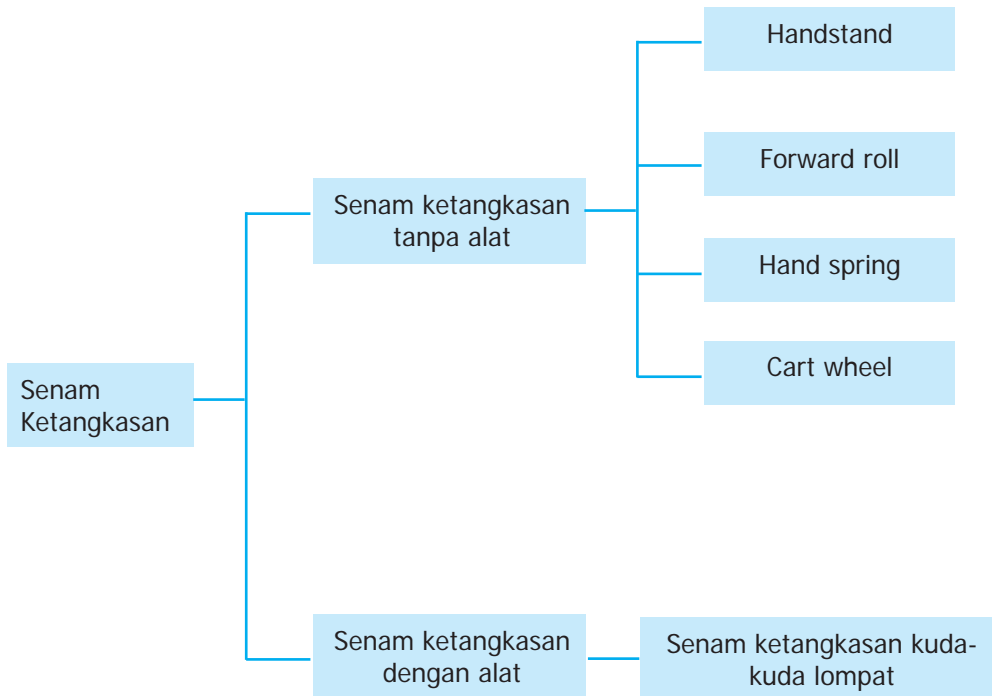 Senam
Ketangkasan
Senam ketangkasan
tanpa alat
Handstand
Forward roll
Hand spring
Cart wheel
Senam ketangkasan
dengan alat
Senam ketangkasan kuda-
kuda lompat